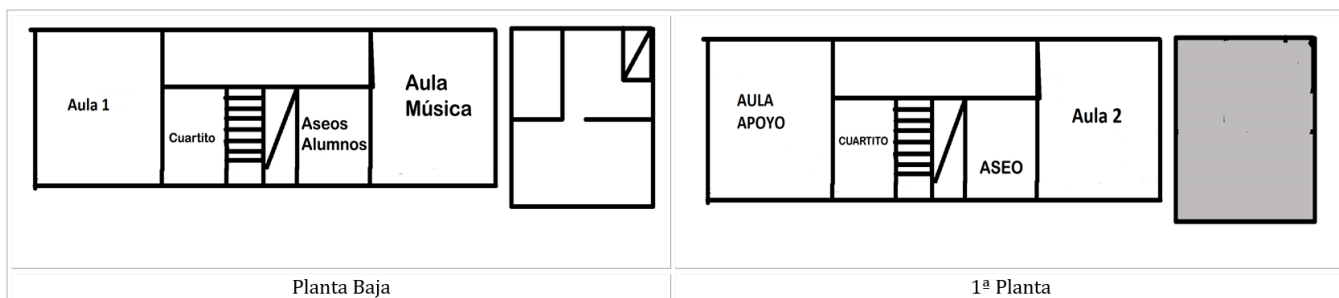 Aula 1
Cuartito
Aseos
Alumnos
Aula
Música
Planta Baja
AULA
APOYO
CUARTITO
ASEO
Aula 2
1ª Planta